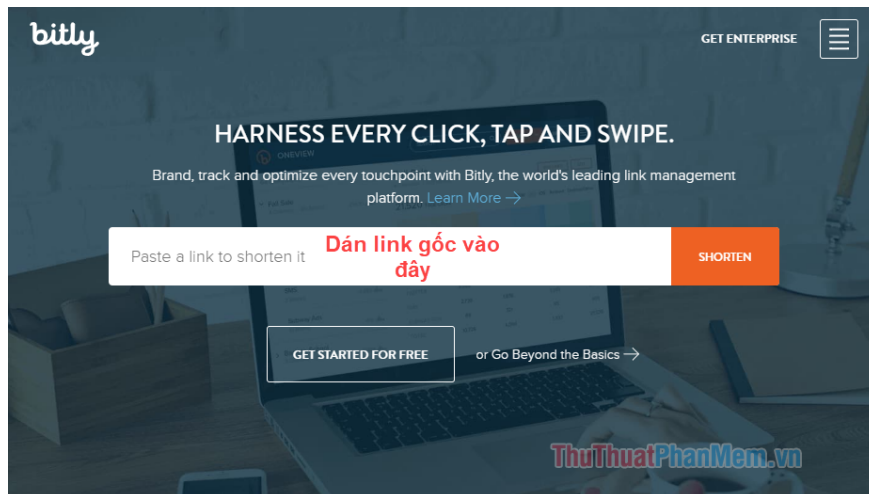 bitly
GET ENTERPRISE
HARNESS EVERY CLICK, TAP AND SWIPE.
ONEVIEW
Brand, track and optimize every touchpoint with Bitly, the world's leading link management
platform. Learn More →
Paste a link to shorten it
Dán link gốc vào
đây
SHORTEN
GET STARTED FOR FREE
or Go Beyond the Basics →
ThuThuatPhanMem.vn